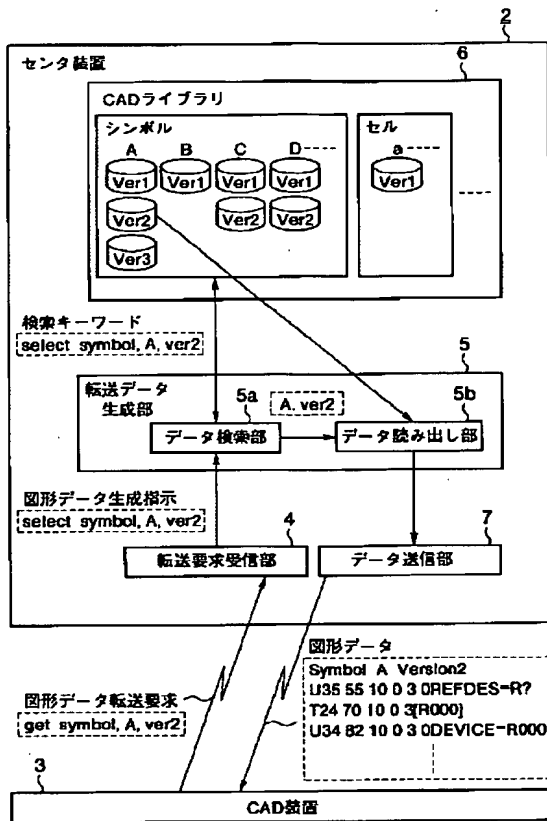 2
センタ装置
6
CADライブラリ
シンボル
セル
A B C D
a
Ver1 Ver1 Ver1 Ver1
Ver1
Ver2 Ver2 Ver2
Ver3
検索キーワード
select symbol, A, ver2
5
転送データ
生成部
5a
A, ver2
5b
データ検索部
データ読み出し部
図形データ生成指示
select symbol, A, ver2
4
7
転送要求受信部
データ送信部
図形データ
Symbol A Version2
U35 55 10 0 3 0REFDES=R?
T24 70 10 0 3[R000]
U34 82 10 0 3 0DEVICE=R000
図形データ転送要求
get symbol, A, ver2
3
CAD装置